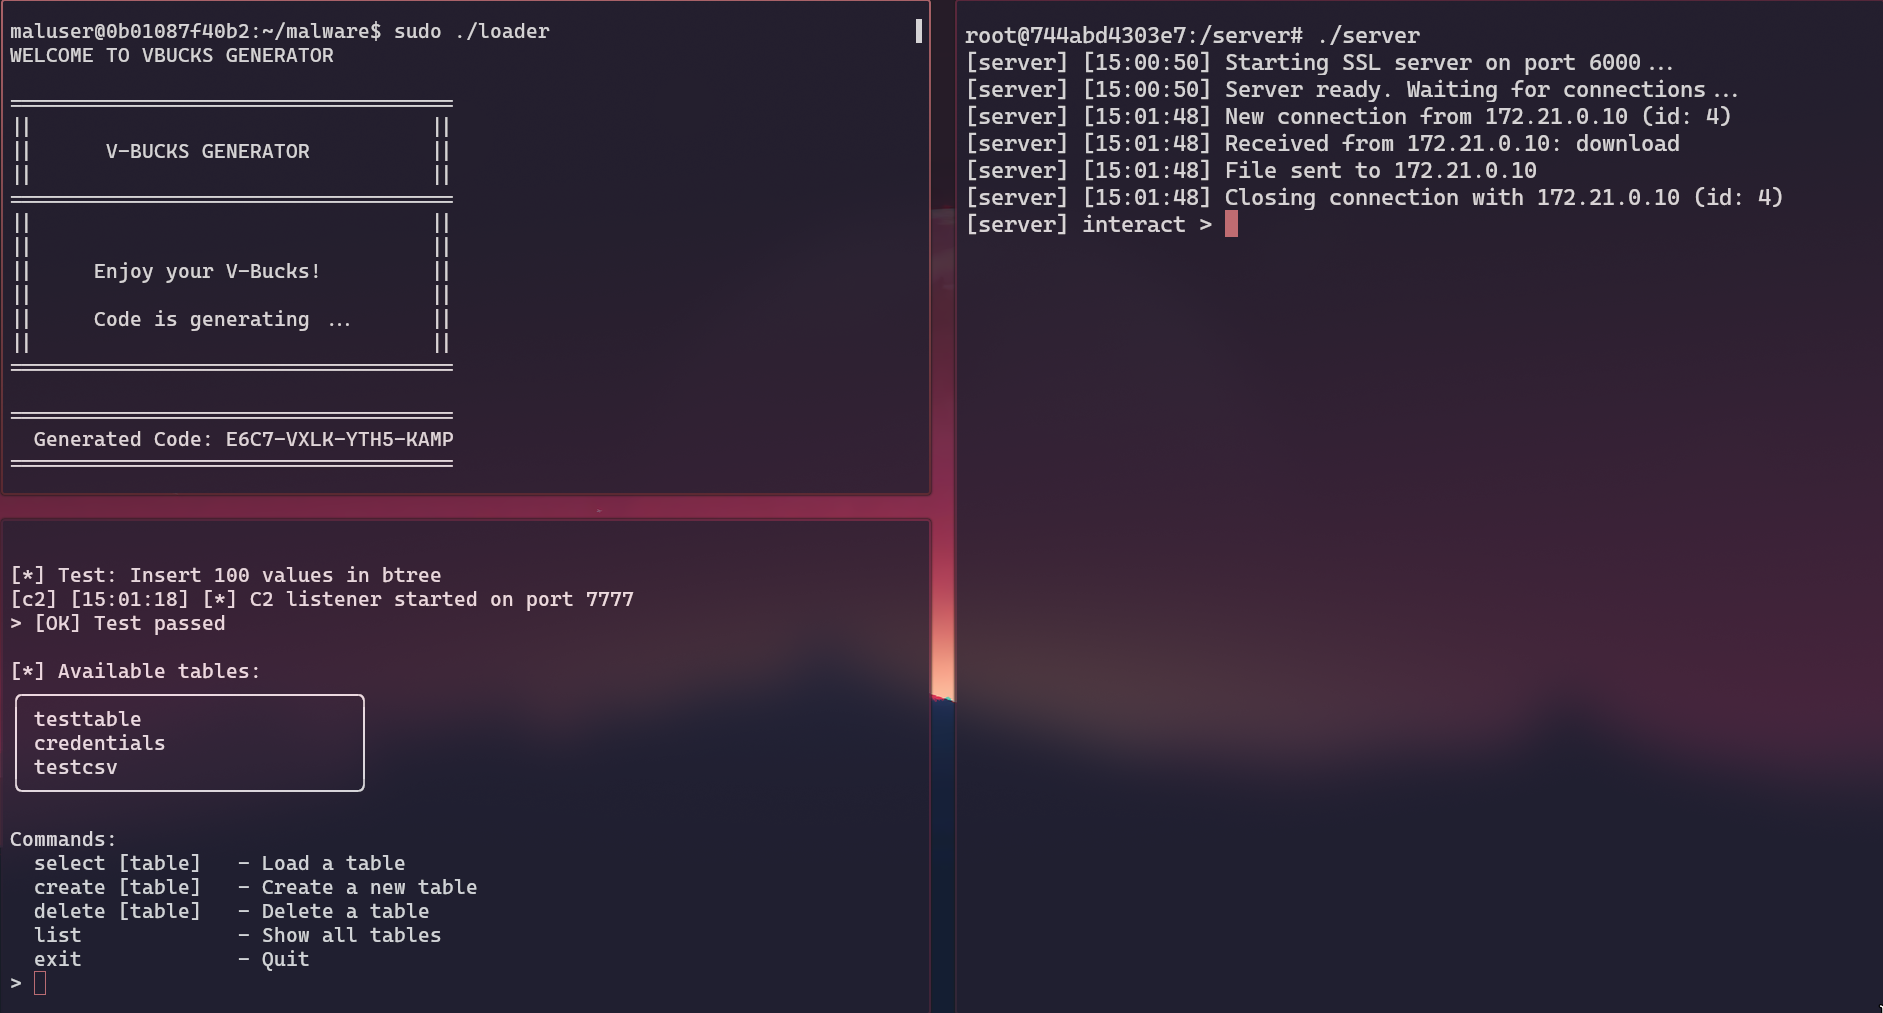 maluser@0b01087f40b2:~/malware$ sudo ./loader
WELCOME TO VBUCKS GENERATOR
V-BUCKS GENERATOR
Enjoy your V-Bucks!
Code is generating ...
Generated Code: E6C7-VXLK-YTH5-KAMP
[*] Test: Insert 100 values in btree
[c2] [15:01:18] [*] C2 listener started on port 7777
> [OK] Test passed
[*] Available tables:
testtable
credentials
testcsv
Commands:
select [table] - Load a table
create [table] - Create a new table
delete [table] - Delete a table
list - Show all tables
exit - Quit
>
root@744abd4303e7:/server# ./server
[server] [15:00:50] Starting SSL server on port 6000...
[server] [15:00:50] Server ready. Waiting for connections...
[server] [15:01:48] New connection from 172.21.0.10 (id: 4)
[server] [15:01:48] Received from 172.21.0.10: download
[server] [15:01:48] File sent to 172.21.0.10
[server] [15:01:48] Closing connection with 172.21.0.10 (id: 4)
[server] interact >